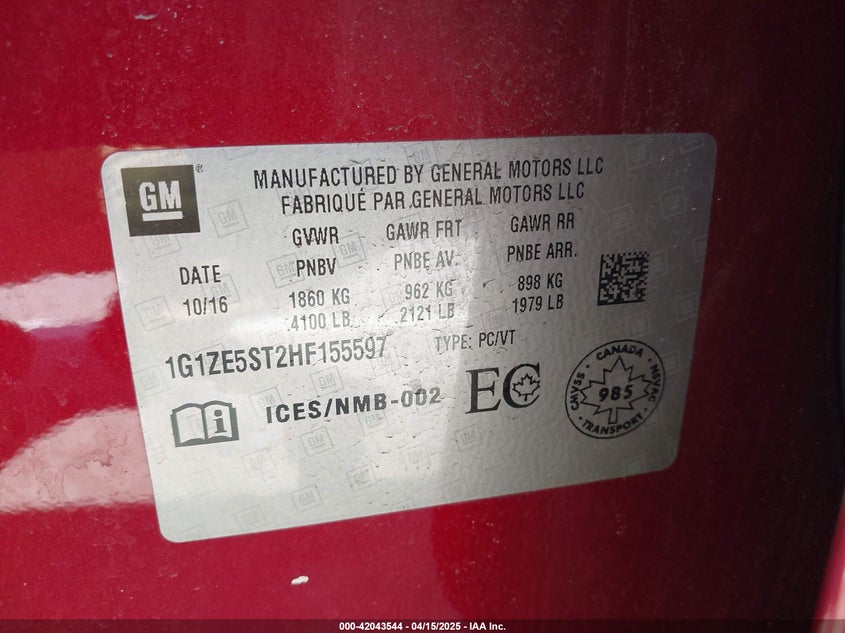 GM
MANUFACTURED BY GENERAL MOTORS LLC
FABRIQUÉ PAR GENERAL MOTORS LLC
DATE
10/16
GVWR
PNBV
1860 KG
4100 LB
GAWR FRT
PNBE AV.
962 KG
2121 LB
GAWR RR
PNBE ARR.
898 KG
1979 LB
1G1ZE5ST2HF155597
TYPE: PC/VT
ICES/NMB-002
EC
CANADA
CMVSS
NSVAC
985
TRANSPORT
000-42043544 - 04/15/2025 - IAA Inc.